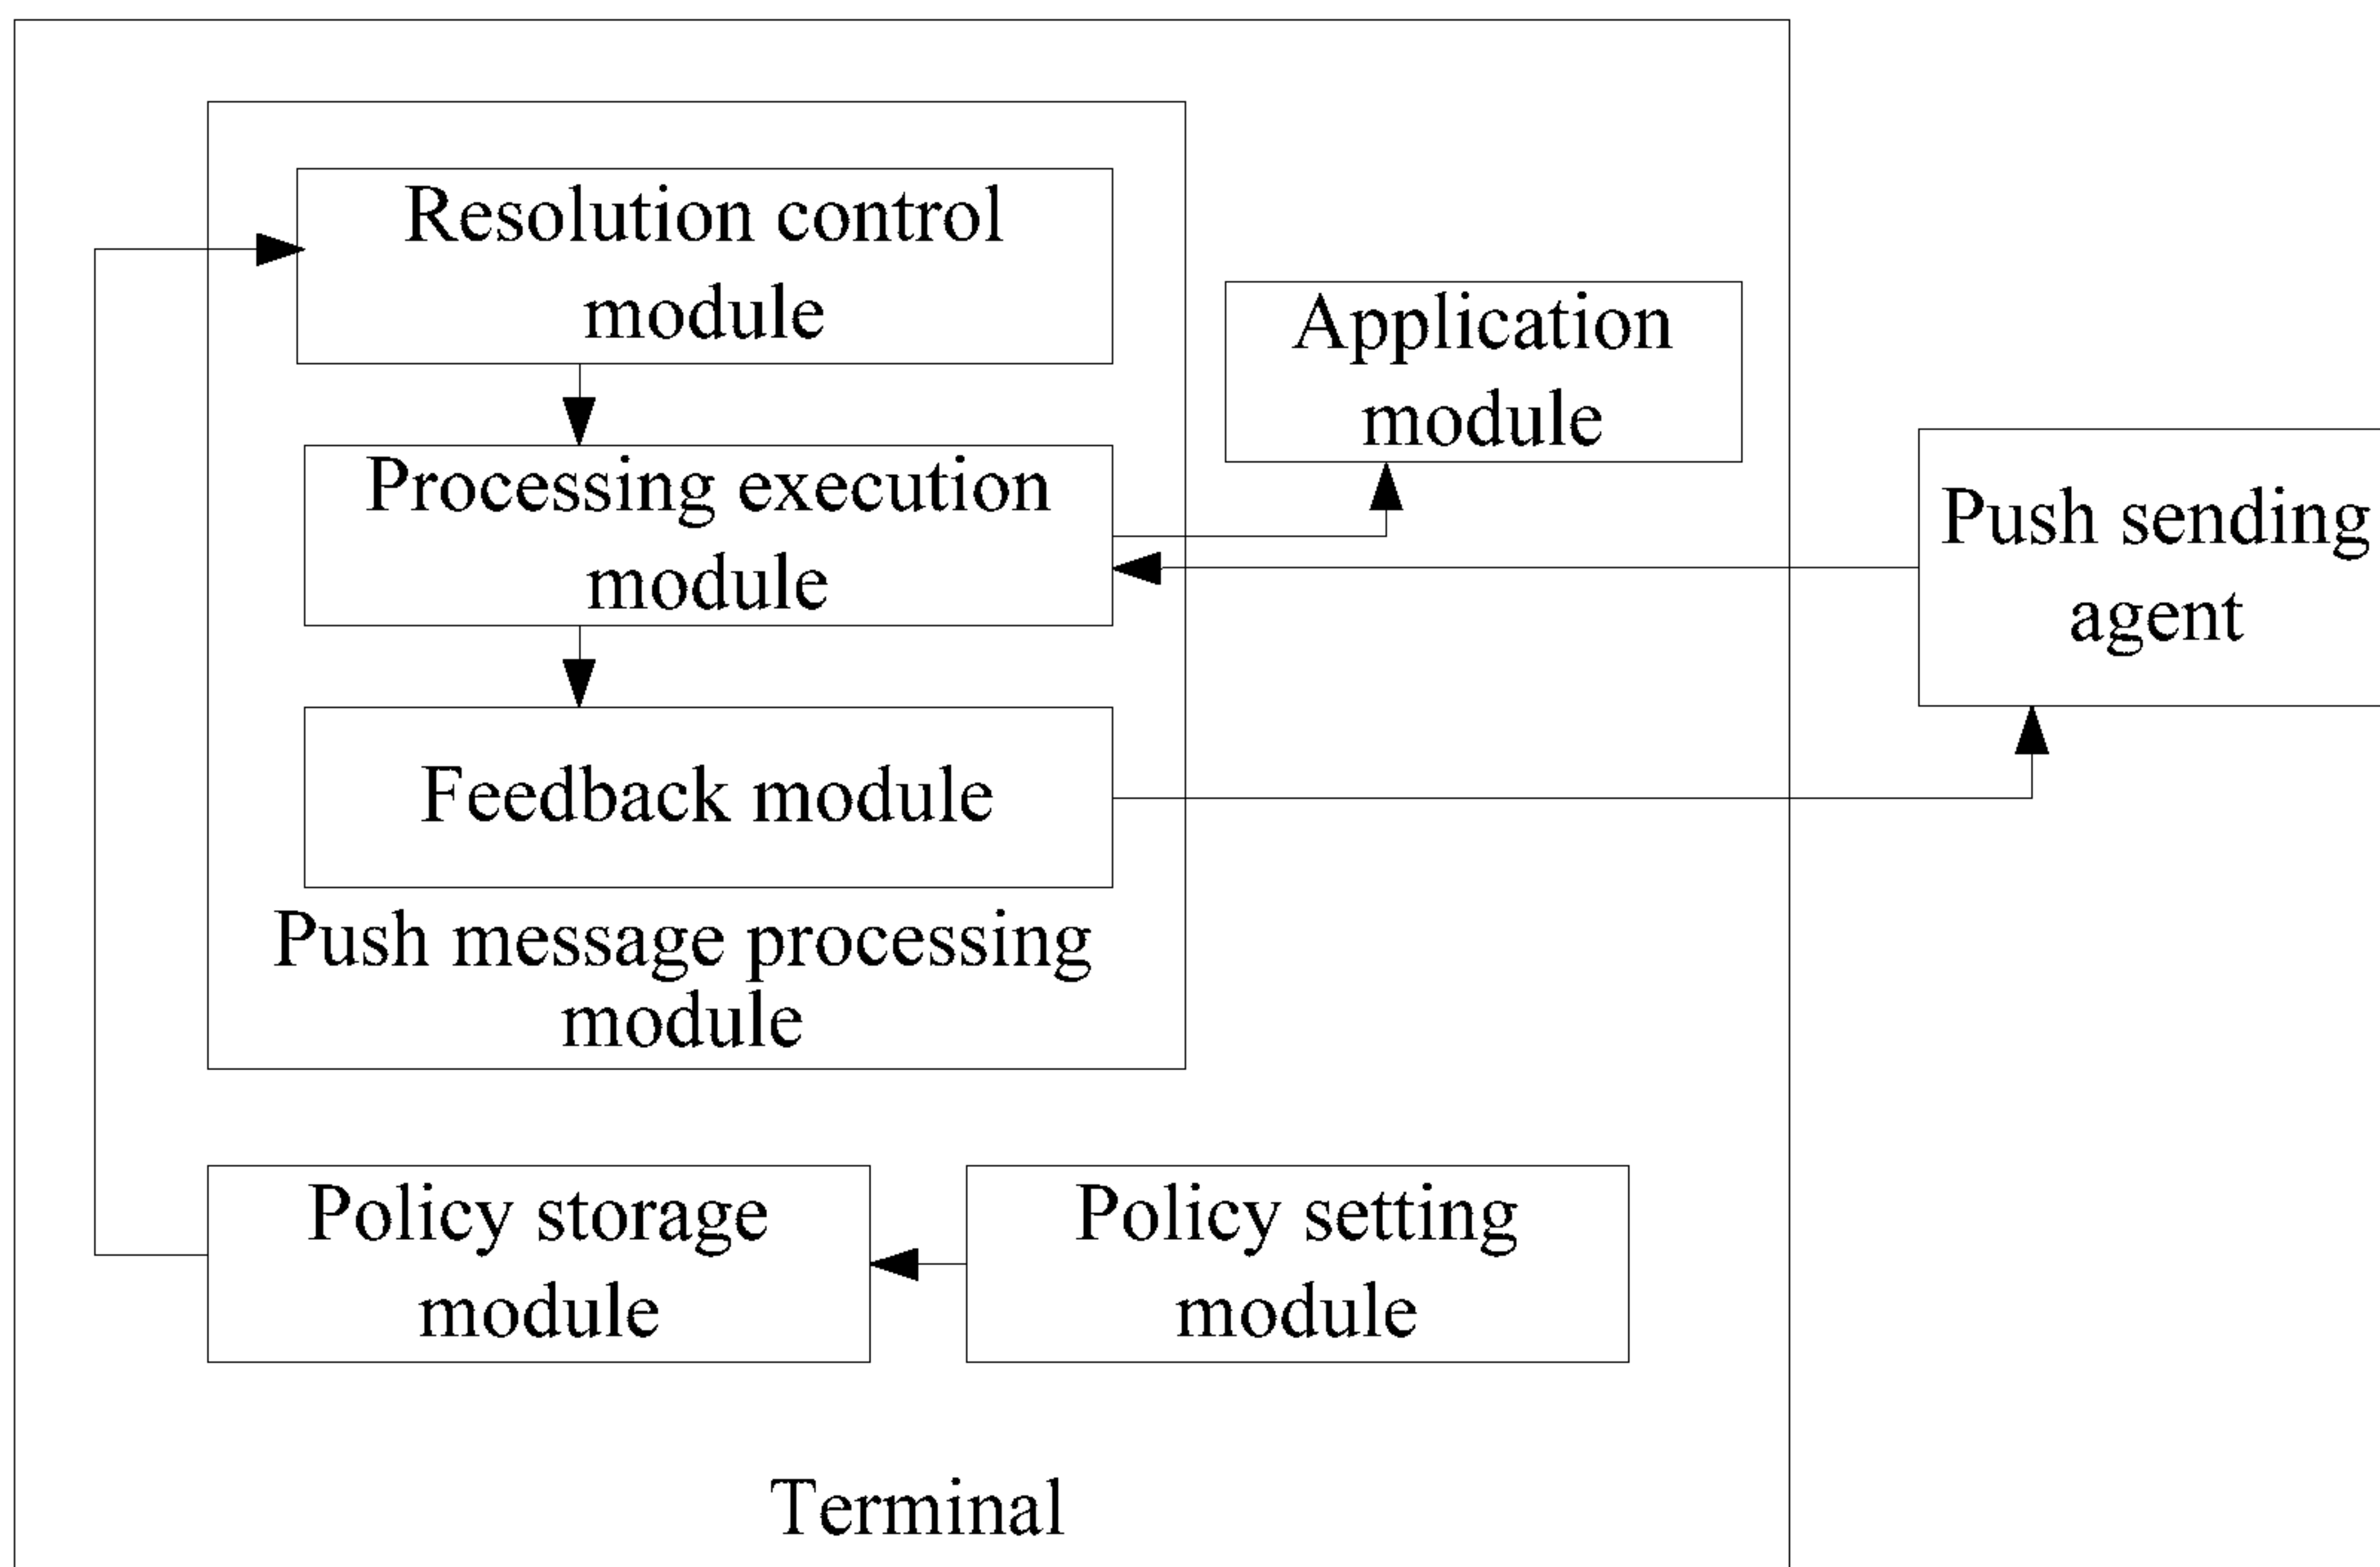 Resolution control
module
Application
module
Processing execution
module
Push sending
agent
Feedback module
Push message processing
module
Policy storage
module
Policy setting
module
Terminal